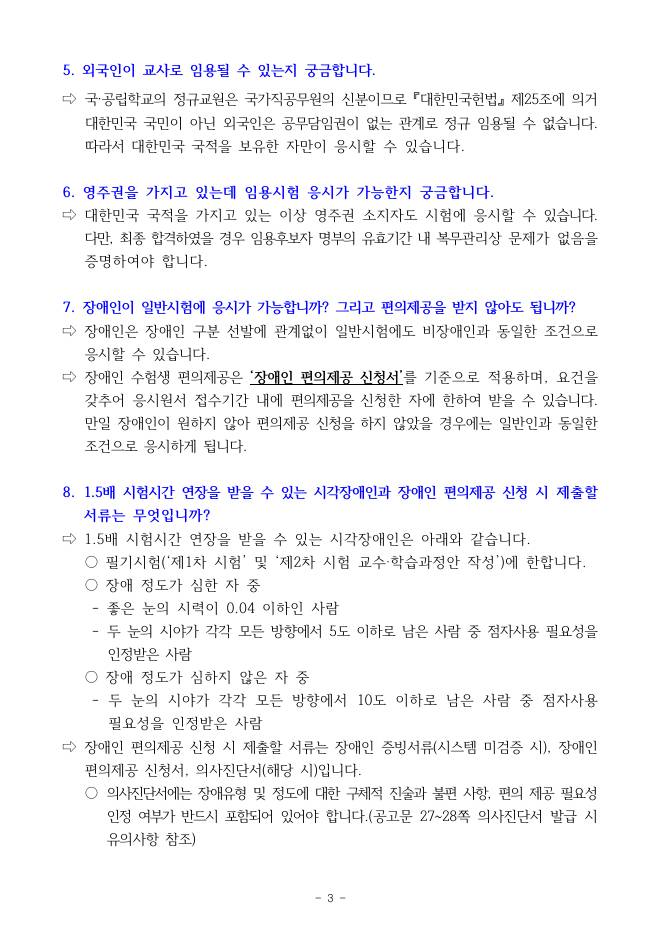 5. 외국인이 교사로 임용될 수 있는지 궁금합니다.
⇨ 국·공립학교의 정규교원은 국가직공무원의 신분이므로 『대한민국헌법』 제25조에 의거
대한민국 국민이 아닌 외국인은 공무담임권이 없는 관계로 정규 임용될 수 없습니다.
따라서 대한민국 국적을 보유한 자만이 응시할 수 있습니다.
6. 영주권을 가지고 있는데 임용시험 응시가 가능한지 궁금합니다.
⇨ 대한민국 국적을 가지고 있는 이상 영주권 소지자도 시험에 응시할 수 있습니다.
다만, 최종 합격하였을 경우 임용후보자 명부의 유효기간 내 복무관리상 문제가 없음을
증명하여야 합니다.
7. 장애인이 일반시험에 응시가 가능합니까? 그리고 편의제공을 받지 않아도 됩니까?
⇨ 장애인은 장애인 구분 선발에 관계없이 일반시험에도 비장애인과 동일한 조건으로
응시할 수 있습니다.
⇨ 장애인 수험생 편의제공은 ‘장애인 편의제공 신청서’를 기준으로 적용하며, 요건을
갖추어 응시원서 접수기간 내에 편의제공을 신청한 자에 한하여 받을 수 있습니다.
만일 장애인이 원하지 않아 편의제공 신청을 하지 않았을 경우에는 일반인과 동일한
조건으로 응시하게 됩니다.
8. 1.5배 시험시간 연장을 받을 수 있는 시각장애인과 장애인 편의제공 신청 시 제출할
서류는 무엇입니까?
⇨ 1.5배 시험시간 연장을 받을 수 있는 시각장애인은 아래와 같습니다.
○ 필기시험(‘제1차 시험’ 및 ‘제2차 시험 교수·학습과정안 작성’)에 한합니다.
○ 장애 정도가 심한 자 중
- 좋은 눈의 시력이 0.04 이하인 사람
- 두 눈의 시야가 각각 모든 방향에서 5도 이하로 남은 사람 중 점자사용 필요성을
인정받은 사람
○ 장애 정도가 심하지 않은 자 중
- 두 눈의 시야가 각각 모든 방향에서 10도 이하로 남은 사람 중 점자사용
필요성을 인정받은 사람
⇨ 장애인 편의제공 신청 시 제출할 서류는 장애인 증빙서류(시스템 미검증 시), 장애인
편의제공 신청서, 의사진단서(해당 시)입니다.
○ 의사진단서에는 장애유형 및 정도에 대한 구체적 진술과 불편 사항, 편의 제공 필요성
인정 여부가 반드시 포함되어 있어야 합니다.(공고문 27~28쪽 의사진단서 발급 시
유의사항 참조)
- 3 -